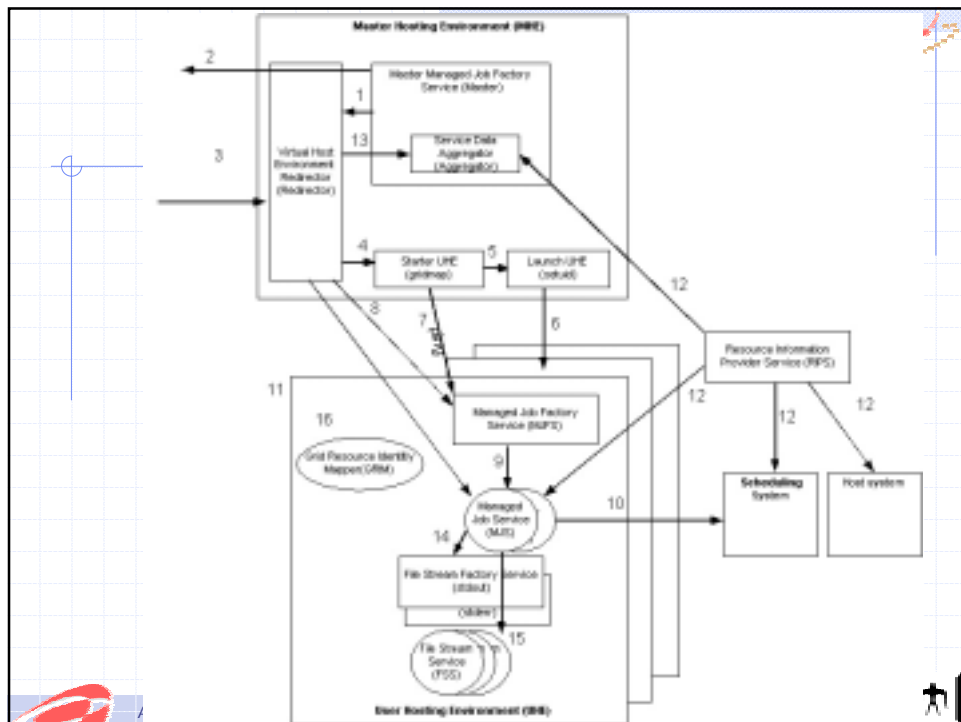 Master Hosting Environment (MHE)
2
Master Managed Job Factory
Service (Master)
1
13
Service Data
Aggregator
(Aggregator)
3
Virtual Host
Environment
Redirector
(Redirector)
4
Starter UHE
(gridmap)
5
Launch UHE
(setuid)
12
8
7
6
Resource Information
Provider Service (RIPS)
11
16
Managed Job Factory
Service (MJFS)
12
12
12
Grid Resource Identity
Mapper(GRIM)
9
Scheduling
System
Host system
Managed
Job Service
(MJS)
10
14
File Stream Factory Service
(stdout)
(stderr)
15
File Stream
Service
(FSS)
User Hosting Environment (UHE)